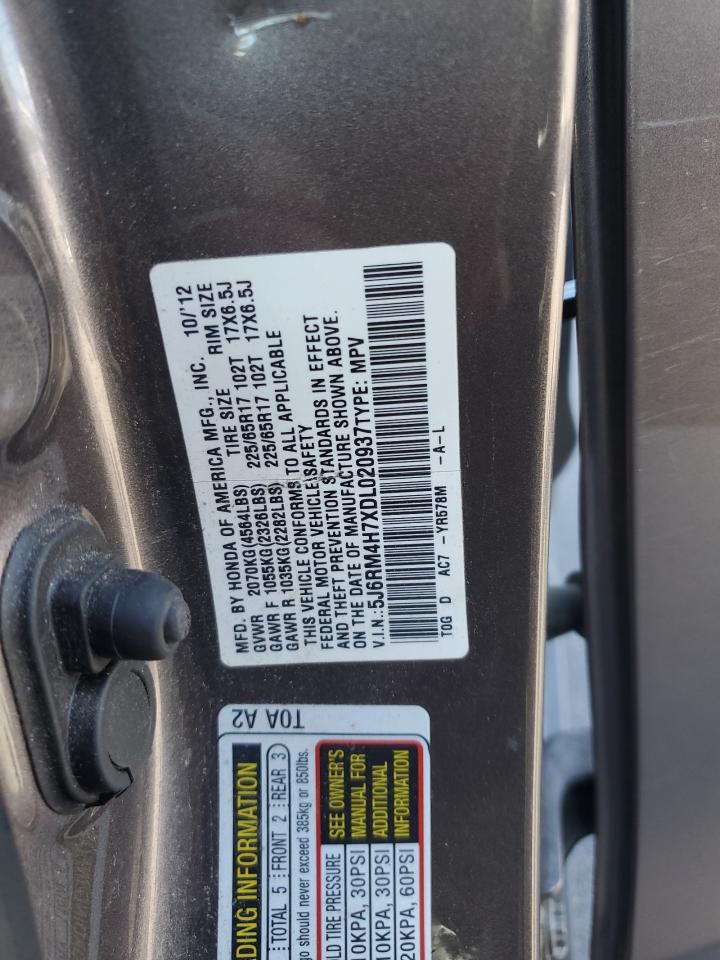 MFD. BY HONDA OF AMERICA MFG., INC. 10/12
GVWR 2070KG(4564LBS) TIRE SIZE RIM SIZE
GAWR F 1055KG(2326LBS) 225/65R17 102T 17X6.5J
GAWR R 1035KG(2282LBS) 225/65R17 102T 17X6.5J
THIS VEHICLE CONFORMS TO ALL APPLICABLE
FEDERAL MOTOR VEHICLE SAFETY
AND THEFT PREVENTION STANDARDS IN EFFECT
ON THE DATE OF MANUFACTURE SHOWN ABOVE.
V.I.N.:5J6RM4H7XDL020937TYPE: MPV
TOG D AC7 -YR578M -A-L
T0A A2
DING INFORMATION
TOTAL 5 FRONT 2 REAR 3
go should never exceed 385kg or 850lbs.
LD TIRE PRESSURE
10KPA, 30PSI
10KPA, 30PSI
20KPA, 60PSI
SEE OWNER'S
MANUAL FOR
ADDITIONAL
INFORMATION